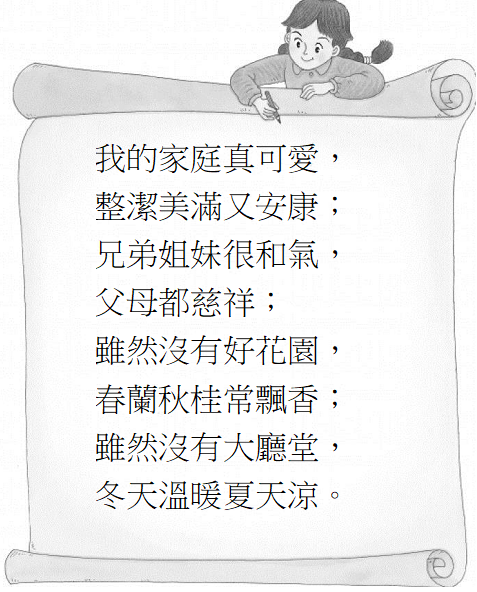 我的家庭真可愛，
整潔美滿又安康；
兄弟姐妹很和氣，
父母都慈祥；
雖然沒有好花園，
春蘭秋桂常飄香；
雖然沒有大廳堂，
冬天溫暖夏天涼。